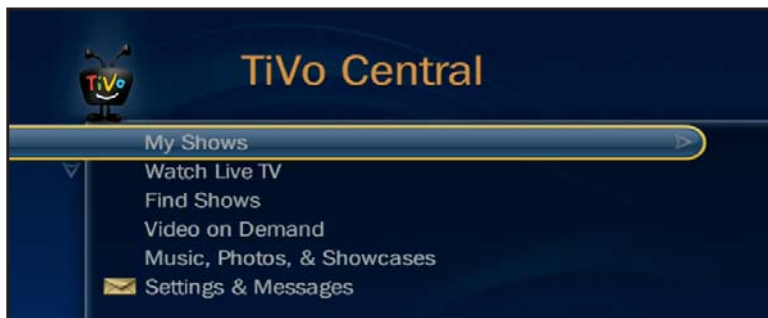 TiVo
TiVo Central
My Shows
Watch Live TV
Find Shows
Video on Demand
Music, Photos, & Showcases
Settings & Messages